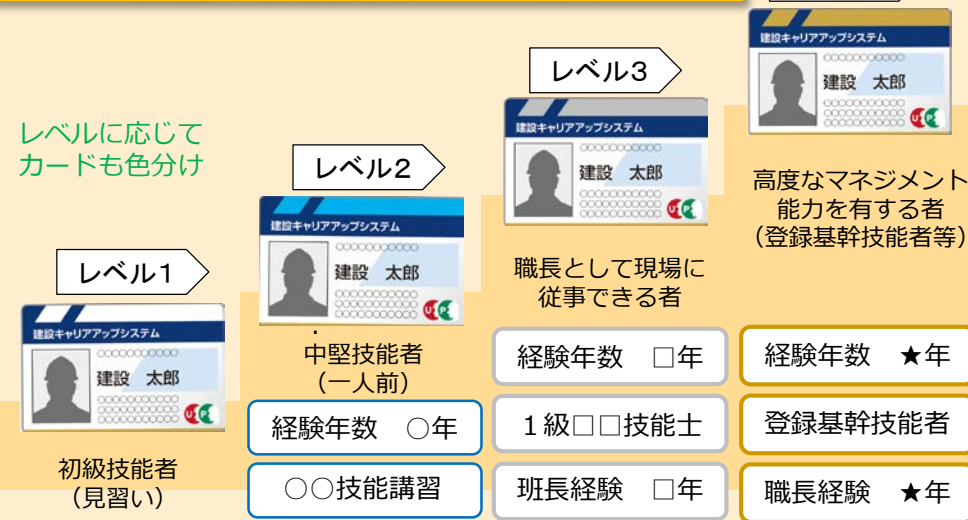 レベルに応じて
カードも色分け
レベル1
建設キャリアアップシステム
○○○○○○○○○○○
建設 太郎
初級技能者
(見習い)
レベル2
建設キャリアアップシステム
○○○○○○○○○○○
建設 太郎
中堅技能者
(一人前)
経験年数 ○年
○○技能講習
レベル3
建設キャリアアップシステム
○○○○○○○○○○○
建設 太郎
職長として現場に
従事できる者
経験年数 □年
1級□□技能士
班長経験 □年
建設キャリアアップシステム
○○○○○○○○○○○
建設 太郎
高度なマネジメント
能力を有する者
(登録基幹技能者等)
経験年数 ★年
登録基幹技能者
職長経験 ★年